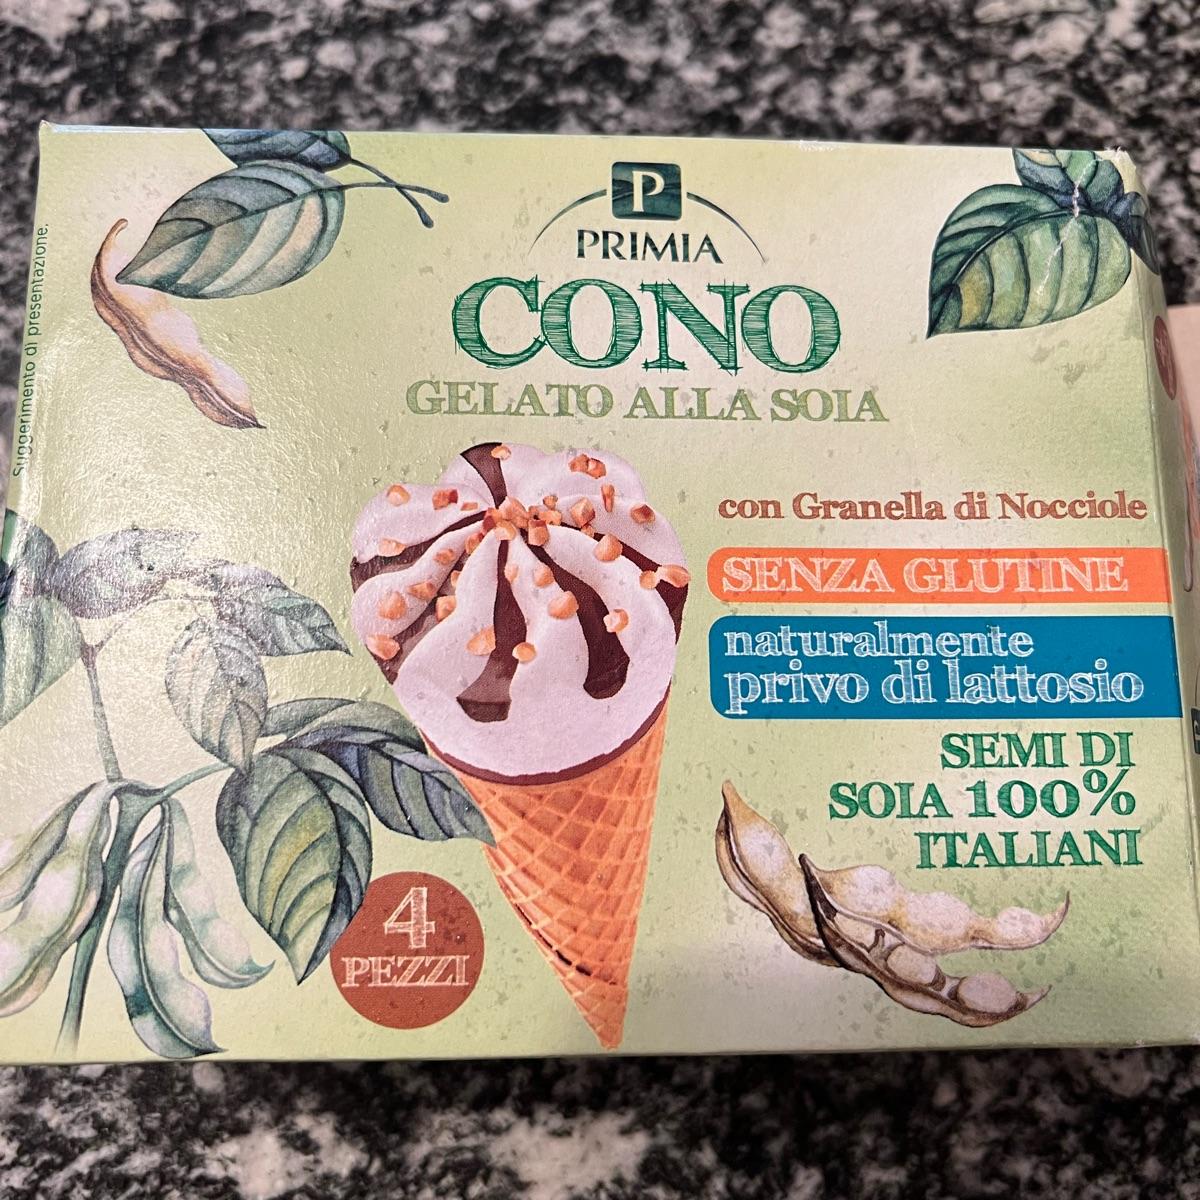 P
PRIMIA
CONO
GELATO ALLA SOIA
con Granella di Nocciole
SENZA GLUTINE
naturalmente
privo di lattosio
SEMI DI
SOIA 100%
ITALIANI
4
PEZZI
Suggerimento di presentazione.